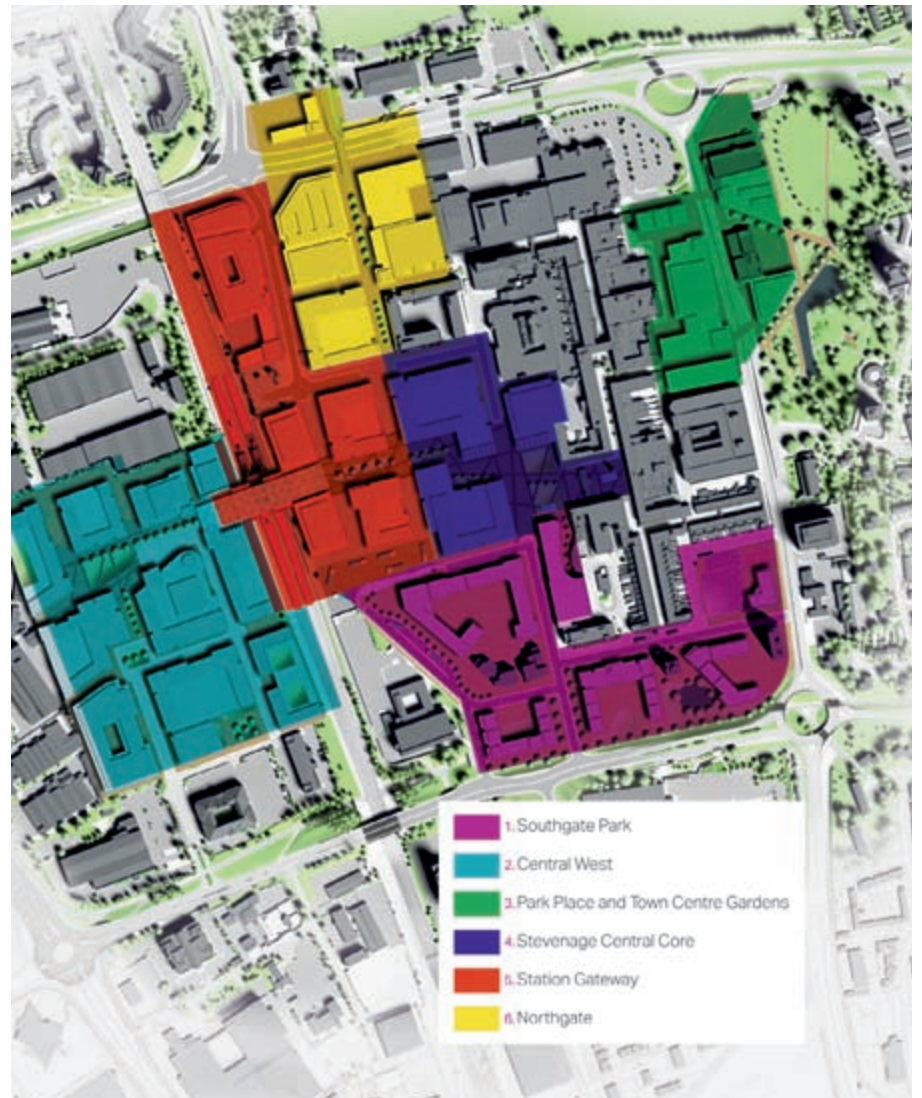 1. Southgate Park
2. Central West
3. Park Place and Town Centre Gardens
4. Stevenage Central Core
5. Station Gateway
6. Northgate